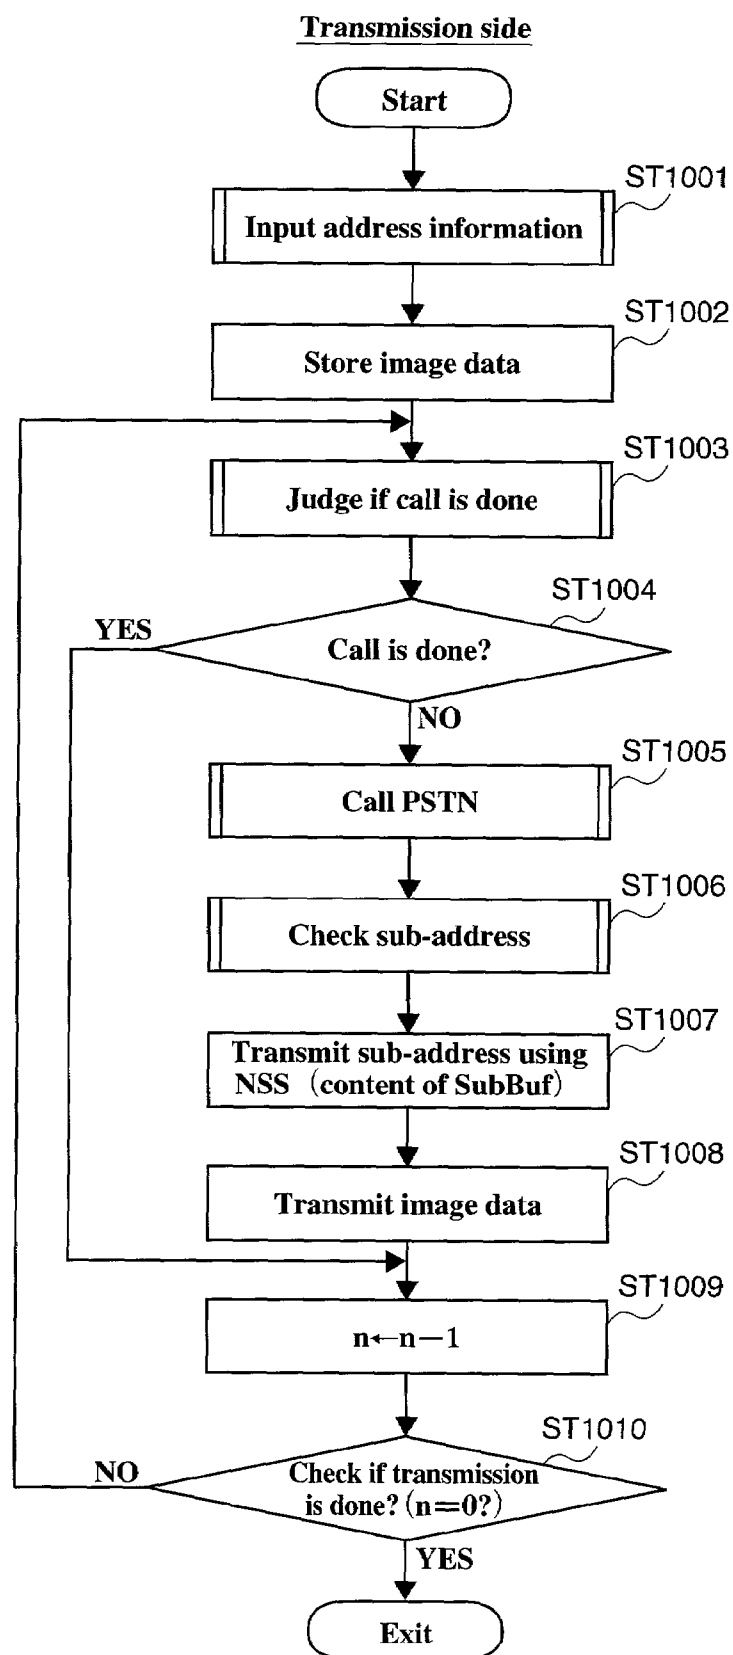 Transmission side
Start
ST1001
Input address information
ST1002
Store image data
ST1003
Judge if call is done
ST1004
YES
Call is done?
NO
ST1005
Call PSTN
ST1006
Check sub-address
ST1007
Transmit sub-address using
NSS (content of SubBuf)
ST1008
Transmit image data
ST1009
n←n−1
ST1010
NO
Check if transmission
is done? (n=0?)
YES
Exit